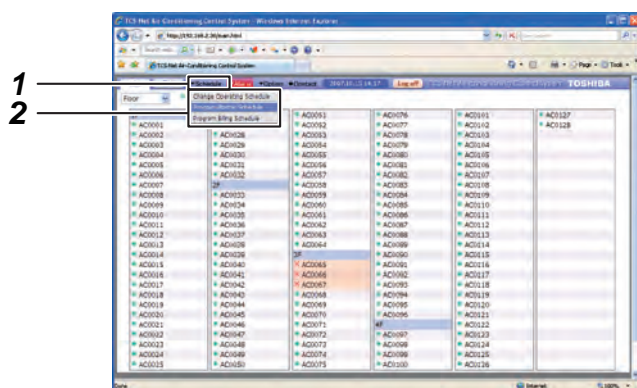 TCS-Net Air Conditioning Control System - Windows Internet Explorer
1
TCS-Net Air-Conditioning Control System
Page
Schedule
Option
Contact
Log off
TOSHIBA
2
Floor
Change Operating Schedule
Program Master Schedule
Program Billing Schedule
AC0001
AC0002
AC0003
AC0004
AC0005
AC0006
AC0007
AC0008
AC0009
AC0010
AC0011
AC0012
AC0013
AC0014
AC0015
AC0016
AC0017
AC0018
AC0019
AC0020
AC0021
AC0022
AC0023
AC0024
AC0025
AC0028
AC0029
AC0030
AC0031
AC0032
2F
AC0033
AC0034
AC0035
AC0036
AC0037
AC0038
AC0039
AC0040
AC0041
AC0042
AC0043
AC0044
AC0045
AC0046
AC0047
AC0048
AC0049
AC0050
AC0051
AC0052
AC0053
AC0054
AC0055
AC0056
AC0057
AC0058
AC0059
AC0060
AC0061
AC0062
AC0063
AC0064
3F
AC0065
AC0066
AC0067
AC0068
AC0069
AC0070
AC0071
AC0072
AC0073
AC0074
AC0075
AC0076
AC0077
AC0078
AC0079
AC0080
AC0081
AC0082
AC0083
AC0084
AC0085
AC0086
AC0087
AC0088
AC0089
AC0090
AC0091
AC0092
AC0093
AC0094
AC0095
AC0096
4F
AC0097
AC0098
AC0099
AC0100
AC0101
AC0102
AC0103
AC0104
AC0105
AC0106
AC0107
AC0108
AC0109
AC0110
AC0111
AC0112
AC0113
AC0114
AC0115
AC0116
AC0117
AC0118
AC0119
AC0120
AC0121
AC0122
AC0123
AC0124
AC0125
AC0126
AC0127
AC0128
Done
Internet
100%